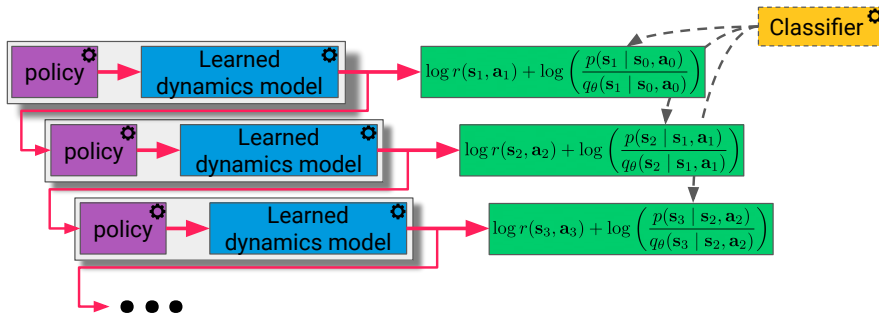 Classifier
policy
Learned
dynamics model
log r(s₁, a₁) + log ( p(s₁ | s₀, a₀) / q_θ(s₁ | s₀, a₀) )
policy
Learned
dynamics model
log r(s₂, a₂) + log ( p(s₂ | s₁, a₁) / q_θ(s₂ | s₁, a₁) )
policy
Learned
dynamics model
log r(s₃, a₃) + log ( p(s₃ | s₂, a₂) / q_θ(s₃ | s₂, a₂) )